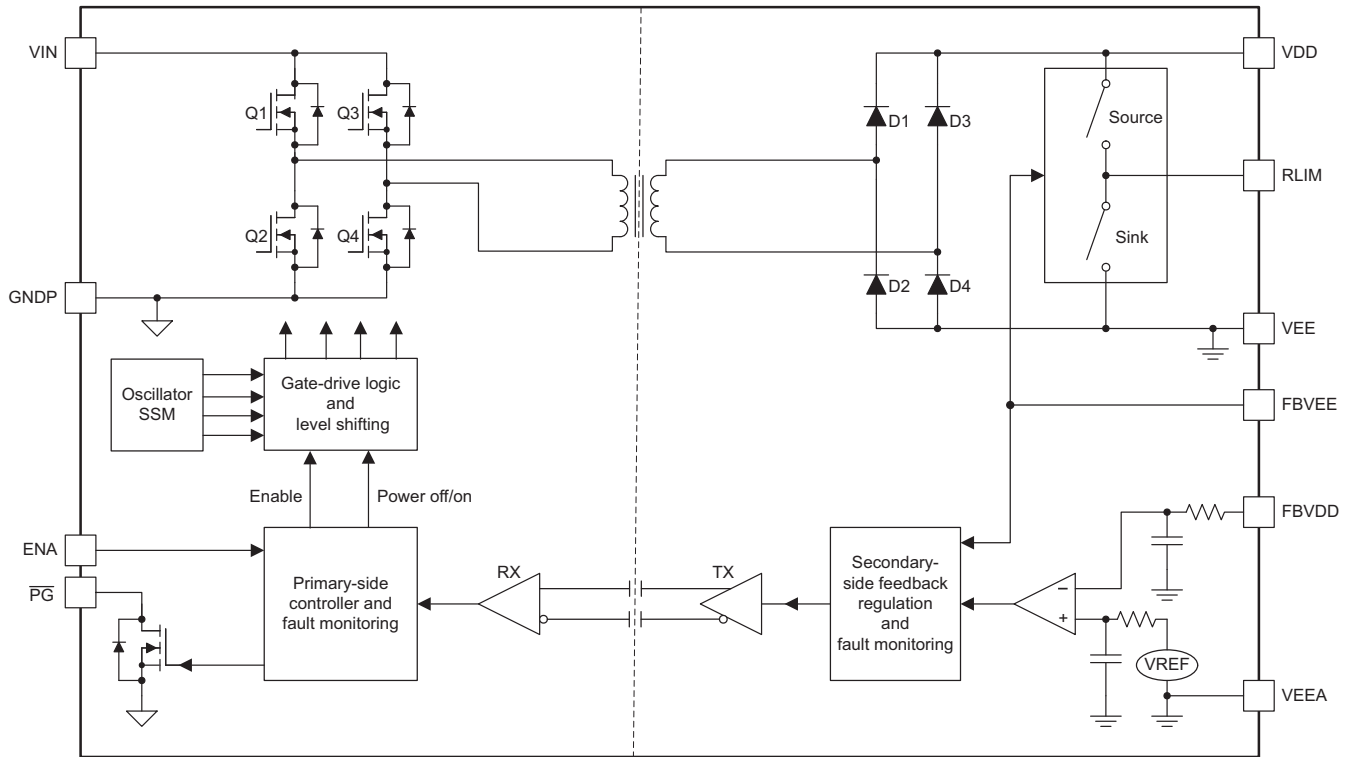 VIN
VDD
Q1
Q3
D1
D3
Source
RLIM
Q2
Q4
Sink
GNDP
D2
D4
VEE
Oscillator
SSM
Gate-drive logic
and
level shifting
FBVEE
Enable
Power off/on
FBVDD
ENA
PG
Primary-side
controller and
fault monitoring
RX
TX
Secondary-
side feedback
regulation
and
fault monitoring
–
+
VREF
VEEA